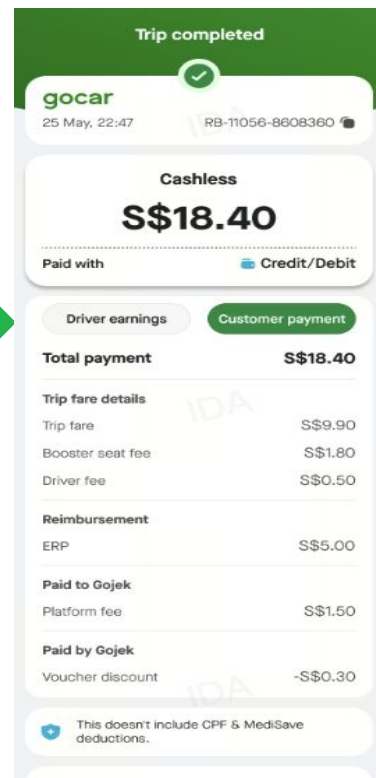 Trip completed
gocar
25 May, 22:47 RB-11056-8608360
Cashless
S$18.40
Paid with Credit/Debit
Driver earnings Customer payment
Total payment S$18.40
Trip fare details
Trip fare S$9.90
Booster seat fee S$1.80
Driver fee S$0.50
Reimbursement
ERP S$5.00
Paid to Gojek
Platform fee S$1.50
Paid by Gojek
Voucher discount -S$0.30
This doesn't include CPF & MediSave
deductions.
IDA
IDA
IDA